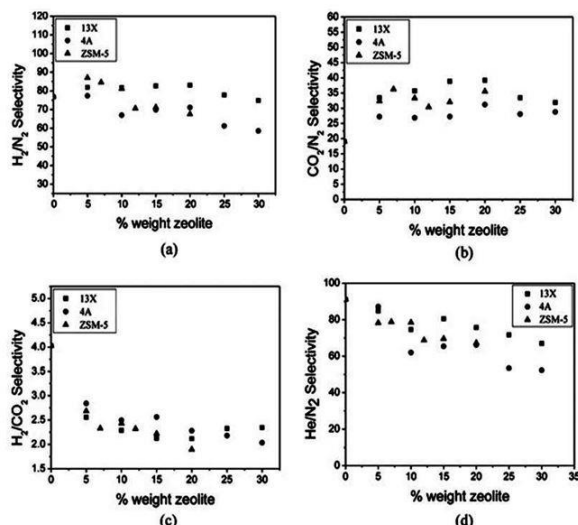 120
110
100
90
80
70
60
50
40
30
0 5 10 15 20 25 30
13X
4A
ZSM-5
H2/N2 Selectivity
% weight zeolite
(a)
60
55
50
45
40
35
30
25
20
15
10
5
0
0 5 10 15 20 25 30
13X
4A
ZSM-5
CO2/N2 Selectivity
% weight zeolite
(b)
5.0
4.5
4.0
3.5
3.0
2.5
2.0
1.5
0 5 10 15 20 25 30
13X
4A
ZSM-5
H2/CO2 Selectivity
% weight zeolite
(c)
100
80
60
40
20
0
0 5 10 15 20 25 30 35
13X
4A
ZSM-5
He/N2 Selectivity
% weight zeolite
(d)